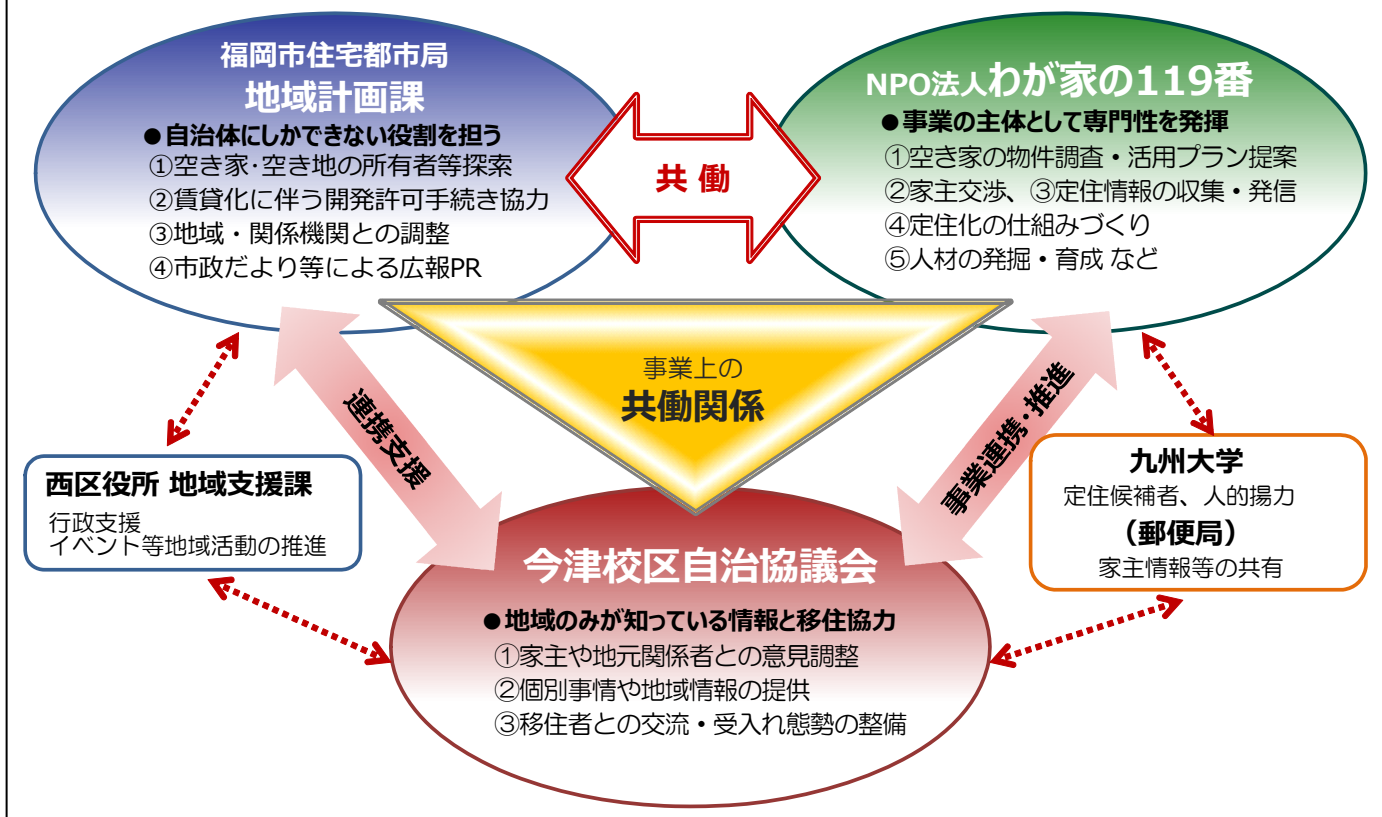 福岡市住宅都市局
地域計画課
●自治体にしかできない役割を担う
①空き家・空き地の所有者等探索
②賃貸化に伴う開発許可手続き協力
③地域・関係機関との調整
④市政だより等による広報PR
共 働
NPO法人わが家の119番
●事業の主体として専門性を発揮
①空き家の物件調査・活用プラン提案
②家主交渉、③定住情報の収集・発信
④定住化の仕組みづくり
⑤人材の発掘・育成 など
事業上の
共働関係
連携支援
事業連携・推進
西区役所 地域支援課
行政支援
イベント等地域活動の推進
九州大学
定住候補者、人的揚力
（郵便局）
家主情報等の共有
今津校区自治協議会
●地域のみが知っている情報と移住協力
①家主や地元関係者との意見調整
②個別事情や地域情報の提供
③移住者との交流・受入れ態勢の整備